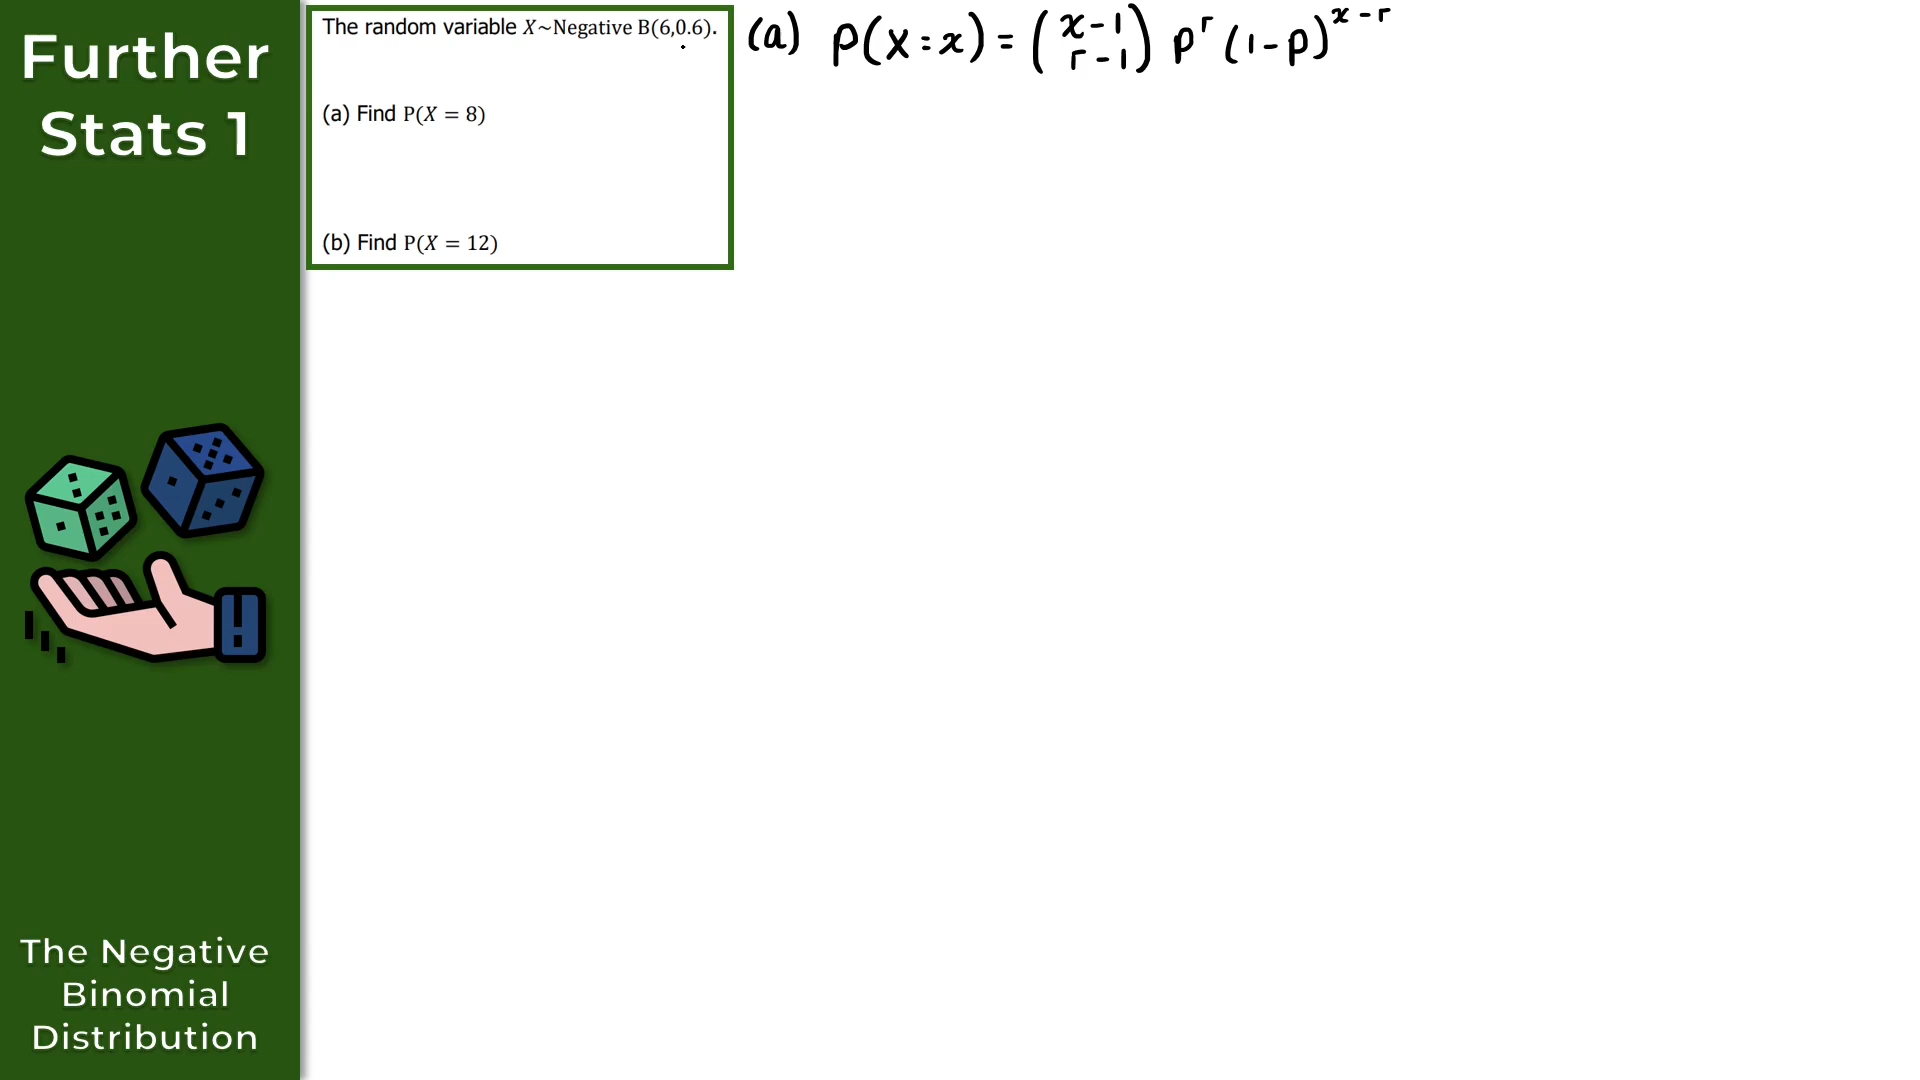 Further
Stats 1
The random variable X~Negative B(6,0.6).
(a) Find P(X = 8)
(b) Find P(X = 12)
(a) P(X=x) = (x-1 r-1) p^r (1-p)^x-r
The Negative
Binomial
Distribution